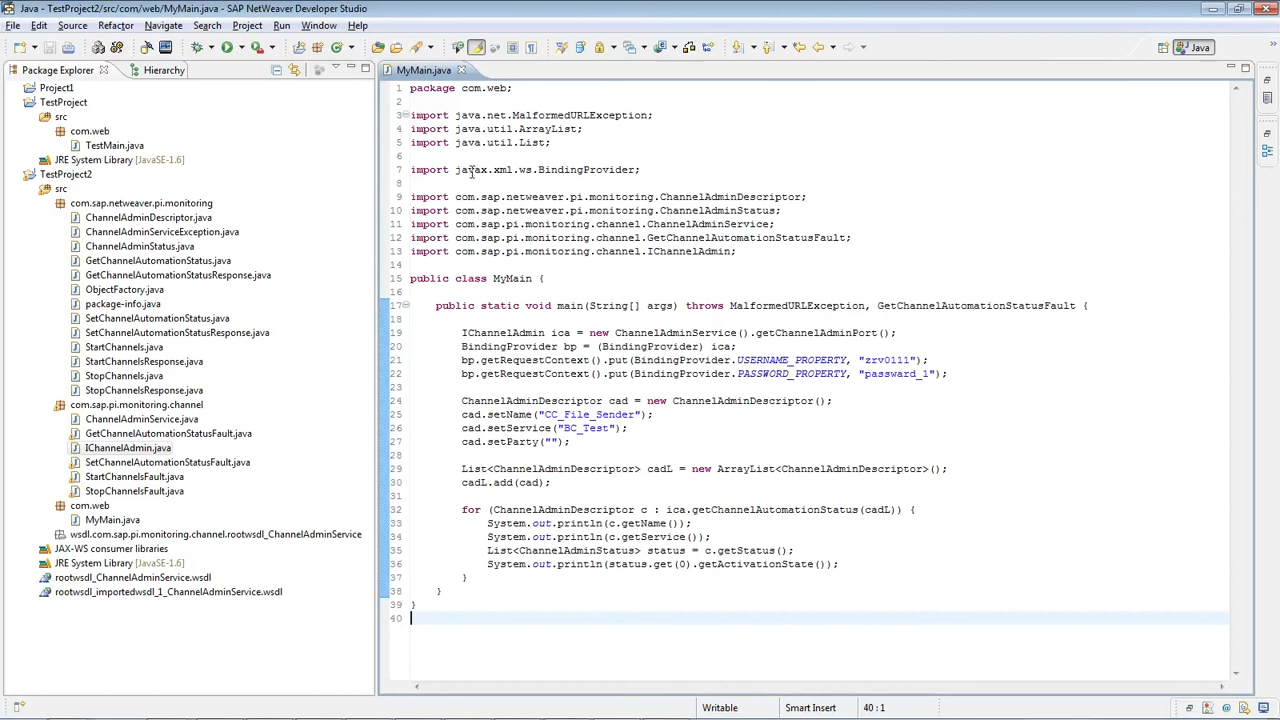 Java - TestProject2/src/com/web/MyMain.java - SAP NetWeaver Developer Studio
File Edit Source Refactor Navigate Search Project Run Window Help
Java
Package Explorer Hierarchy
Project1
TestProject
src
com.web
TestMain.java
JRE System Library [JavaSE-1.6]
TestProject2
src
com.sap.netweaver.pi.monitoring
ChannelAdminDescriptor.java
ChannelAdminServiceException.java
ChannelAdminStatus.java
GetChannelAutomationStatus.java
GetChannelAutomationStatusResponse.java
ObjectFactory.java
package-info.java
SetChannelAutomationStatus.java
SetChannelAutomationStatusResponse.java
StartChannels.java
StartChannelsResponse.java
StopChannels.java
StopChannelsResponse.java
com.sap.pi.monitoring.channel
ChannelAdminService.java
GetChannelAutomationStatusFault.java
IChannelAdmin.java
SetChannelAutomationStatusFault.java
StartChannelsFault.java
StopChannelsFault.java
com.web
MyMain.java
wsdl.com.sap.pi.monitoring.channel.rootwsdl_ChannelAdminService
JAX-WS consumer libraries
JRE System Library [JavaSE-1.6]
rootwsdl_ChannelAdminService.wsdl
rootwsdl_importedwsdl_1_ChannelAdminService.wsdl
MyMain.java
1 package com.web;
2
3 import java.net.MalformedURLException;
4 import java.util.ArrayList;
5 import java.util.List;
6
7 import javax.xml.ws.BindingProvider;
8
9 import com.sap.netweaver.pi.monitoring.ChannelAdminDescriptor;
10 import com.sap.netweaver.pi.monitoring.ChannelAdminStatus;
11 import com.sap.pi.monitoring.channel.ChannelAdminService;
12 import com.sap.pi.monitoring.channel.GetChannelAutomationStatusFault;
13 import com.sap.pi.monitoring.channel.IChannelAdmin;
14
15 public class MyMain {
16
17 public static void main(String[] args) throws MalformedURLException, GetChannelAutomationStatusFault {
18
19 IChannelAdmin ica = new ChannelAdminService().getChannelAdminPort();
20 BindingProvider bp = (BindingProvider) ica;
21 bp.getRequestContext().put(BindingProvider.USERNAME_PROPERTY, "zrv0111");
22 bp.getRequestContext().put(BindingProvider.PASSWORD_PROPERTY, "passward_1");
23
24 ChannelAdminDescriptor cad = new ChannelAdminDescriptor();
25 cad.setName("CC_File_Sender");
26 cad.setService("BC_Test");
27 cad.setParty("");
28
29 List<ChannelAdminDescriptor> cadL = new ArrayList<ChannelAdminDescriptor>();
30 cadL.add(cad);
31
32 for (ChannelAdminDescriptor c : ica.getChannelAutomationStatus(cadL)) {
33 System.out.println(c.getName());
34 System.out.println(c.getService());
35 List<ChannelAdminStatus> status = c.getStatus();
36 System.out.println(status.get(0).getActivationState());
37 }
38 }
39 }
40
Writable Smart Insert 40 : 1